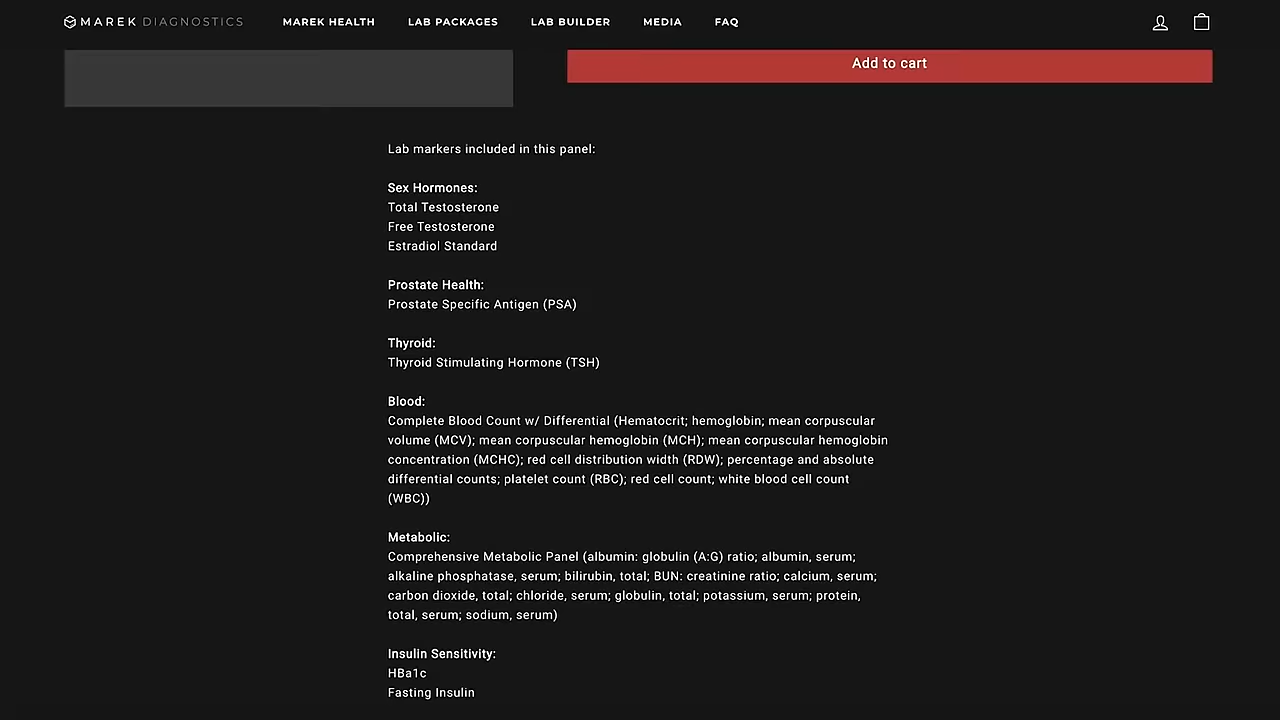 MAREK DIAGNOSTICS MAREK HEALTH LAB PACKAGES LAB BUILDER MEDIA FAQ
Add to cart
Lab markers included in this panel:
Sex Hormones:
Total Testosterone
Free Testosterone
Estradiol Standard
Prostate Health:
Prostate Specific Antigen (PSA)
Thyroid:
Thyroid Stimulating Hormone (TSH)
Blood:
Complete Blood Count w/ Differential (Hematocrit; hemoglobin; mean corpuscular
volume (MCV); mean corpuscular hemoglobin (MCH); mean corpuscular hemoglobin
concentration (MCHC); red cell distribution width (RDW); percentage and absolute
differential counts; platelet count (RBC); red cell count; white blood cell count
(WBC))
Metabolic:
Comprehensive Metabolic Panel (albumin: globulin (A:G) ratio; albumin, serum;
alkaline phosphatase, serum; bilirubin, total; BUN: creatinine ratio; calcium, serum;
carbon dioxide, total; chloride, serum; globulin, total; potassium, serum; protein,
total, serum; sodium, serum)
Insulin Sensitivity:
HBa1c
Fasting Insulin